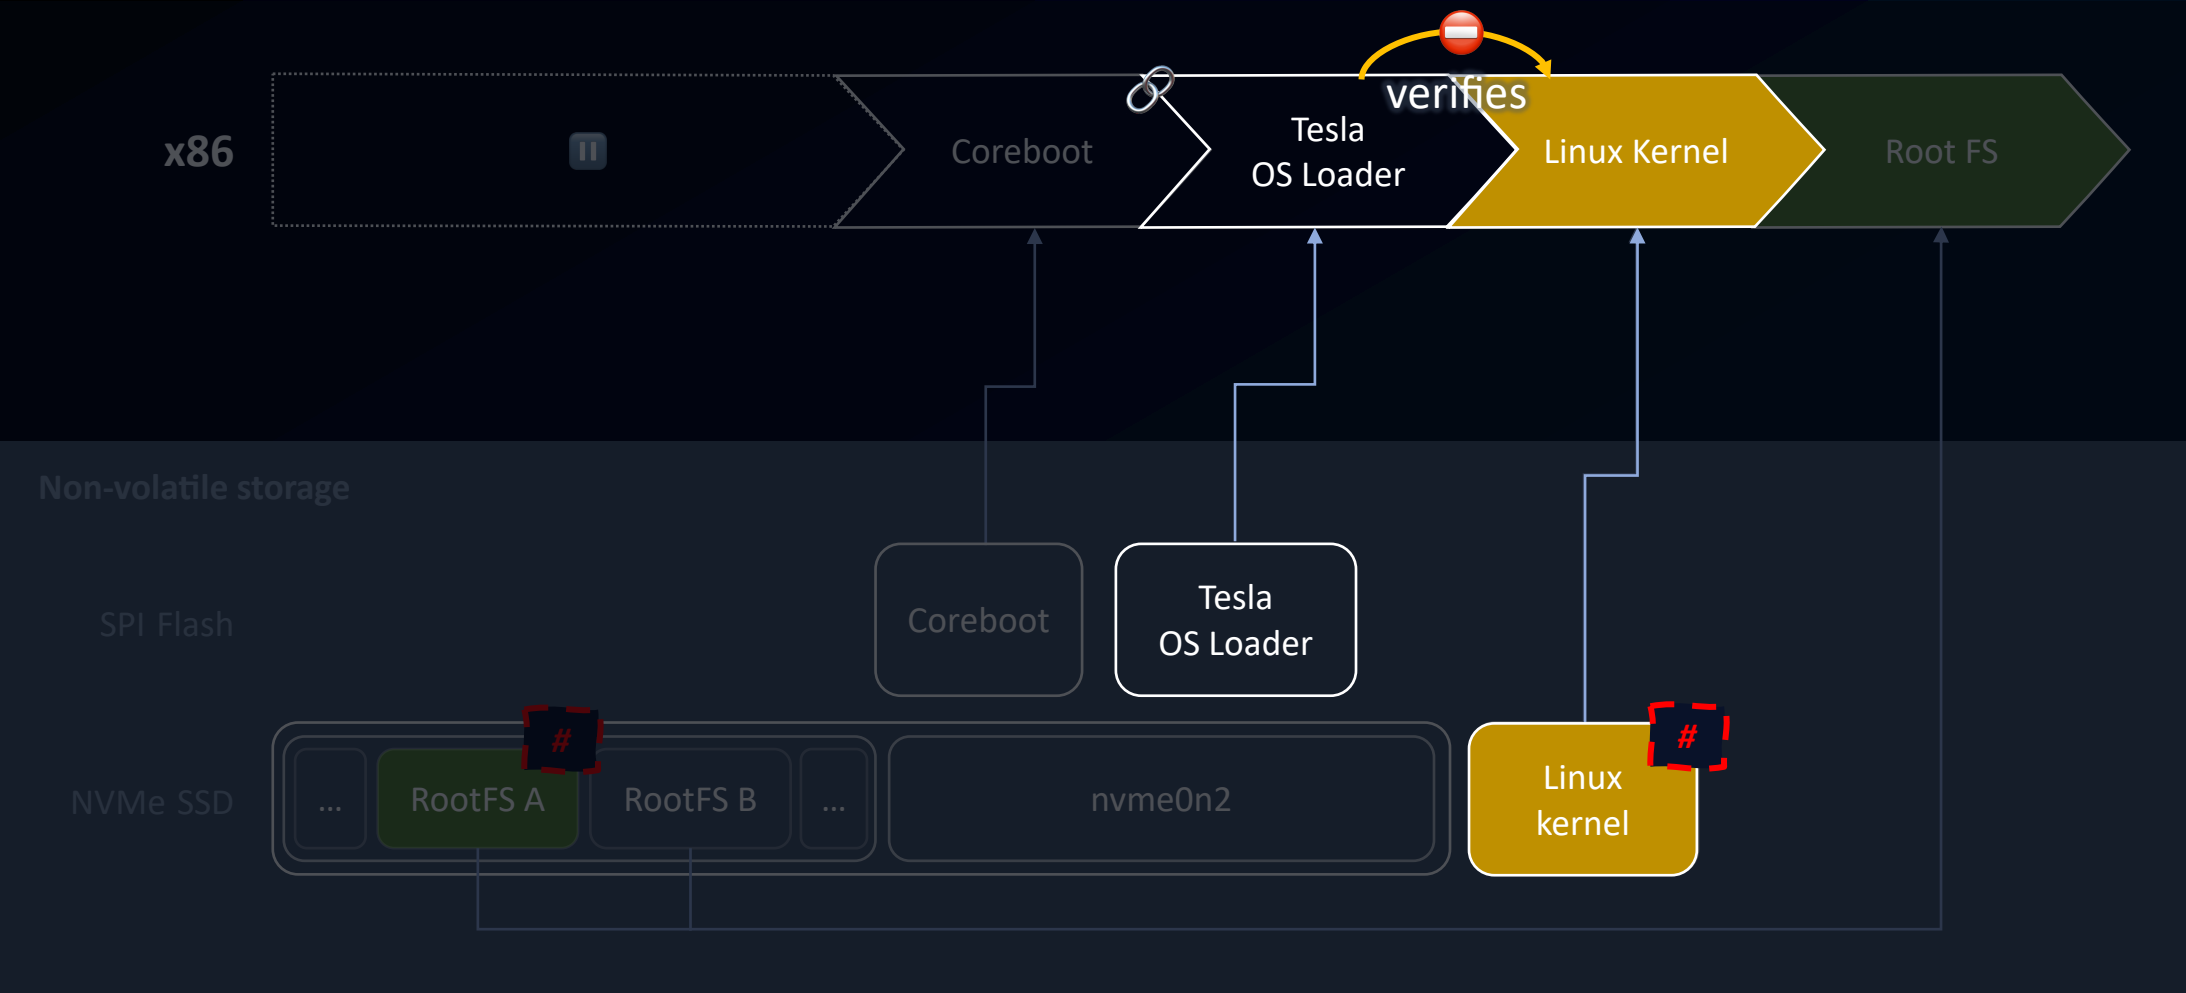 verifies
x86
Coreboot
Tesla
OS Loader
Linux Kernel
Root FS
Non-volatile storage
SPI Flash
Coreboot
Tesla
OS Loader
NVMe SSD
...
RootFS A
#
RootFS B
...
nvme0n2
Linux
kernel
#